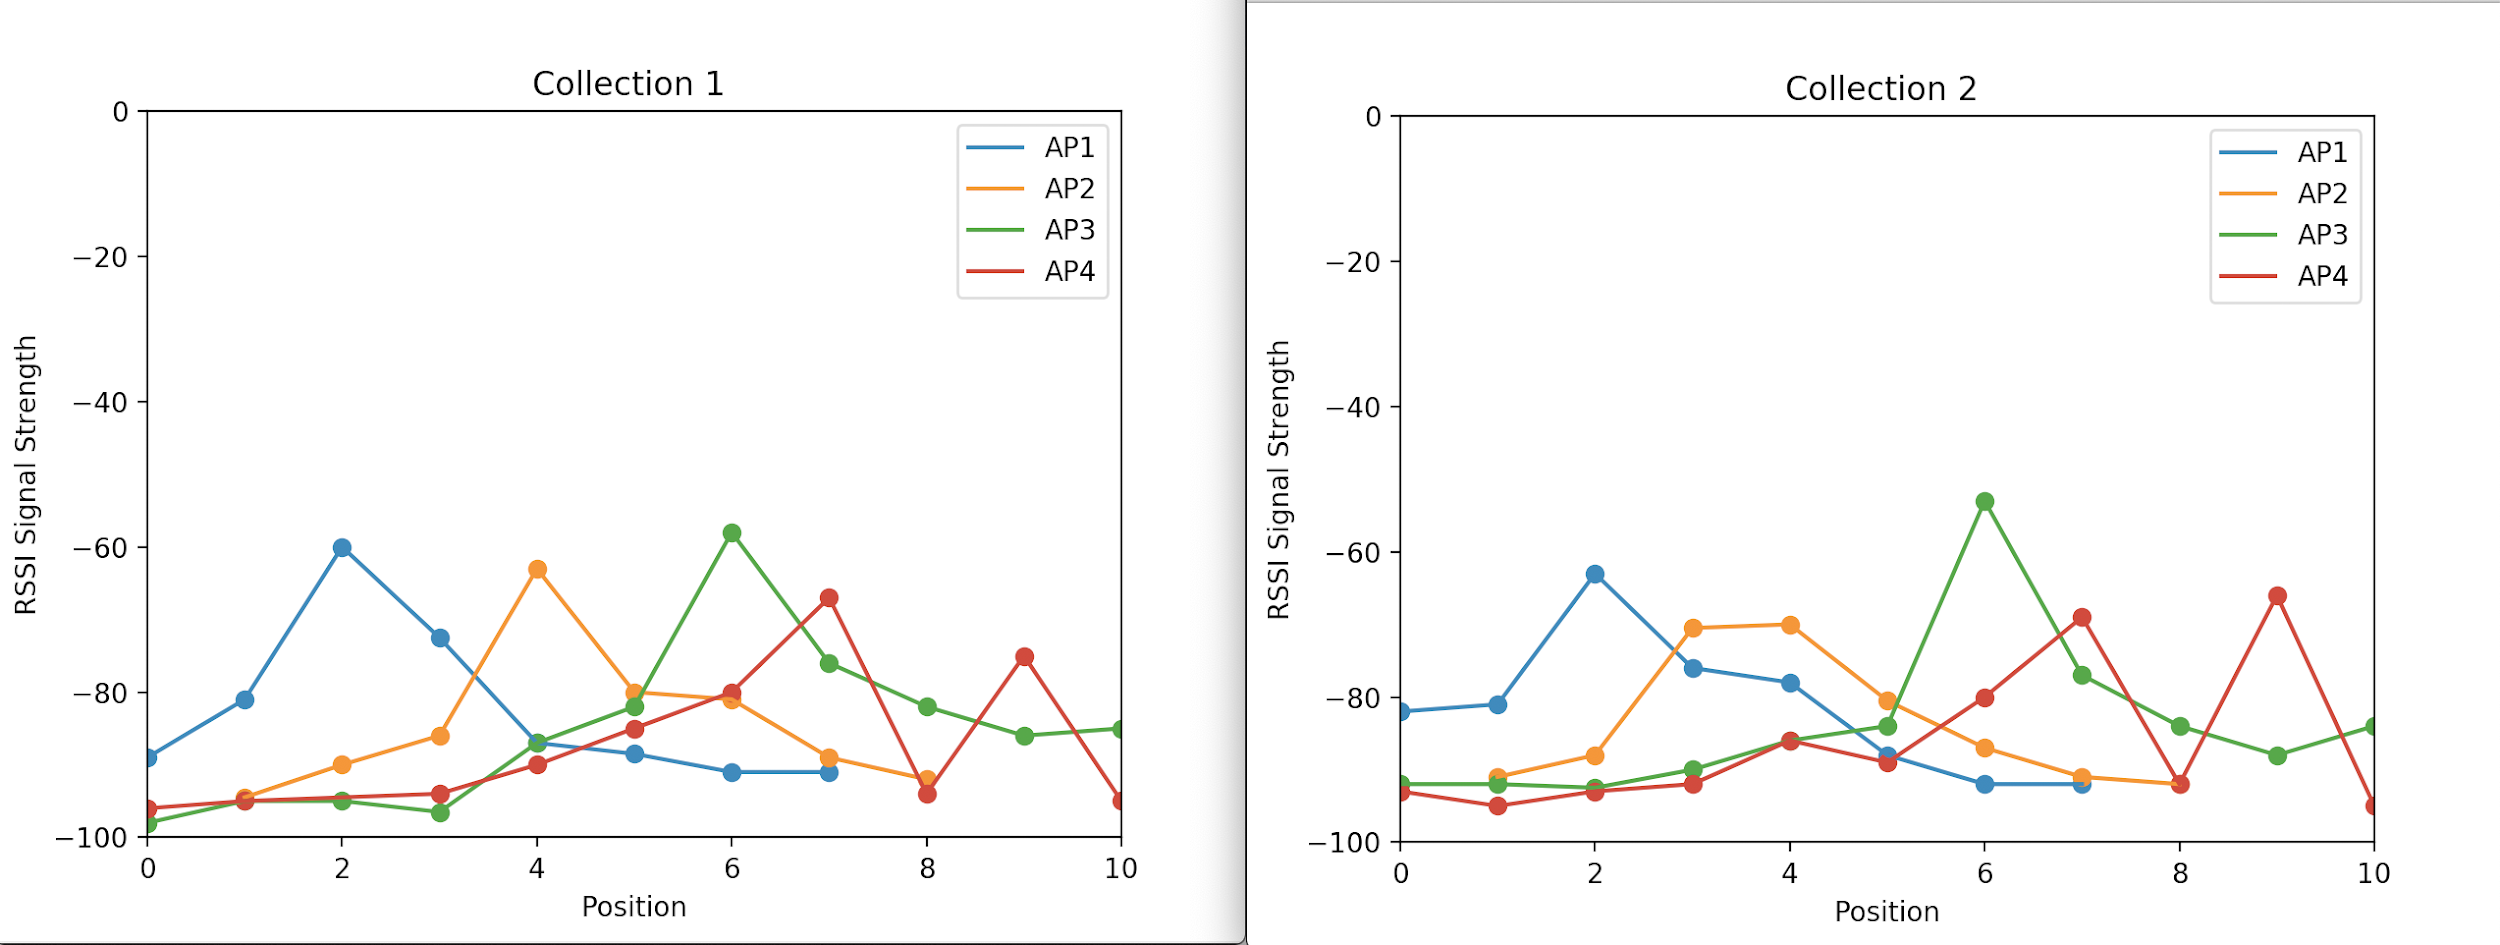 Collection 1
0
−20
−40
−60
−80
−100
RSSI Signal Strength
AP1
AP2
AP3
AP4
0 2 4 6 8 10
Position
Collection 2
0
−20
−40
−60
−80
−100
RSSI Signal Strength
AP1
AP2
AP3
AP4
0 2 4 6 8 10
Position